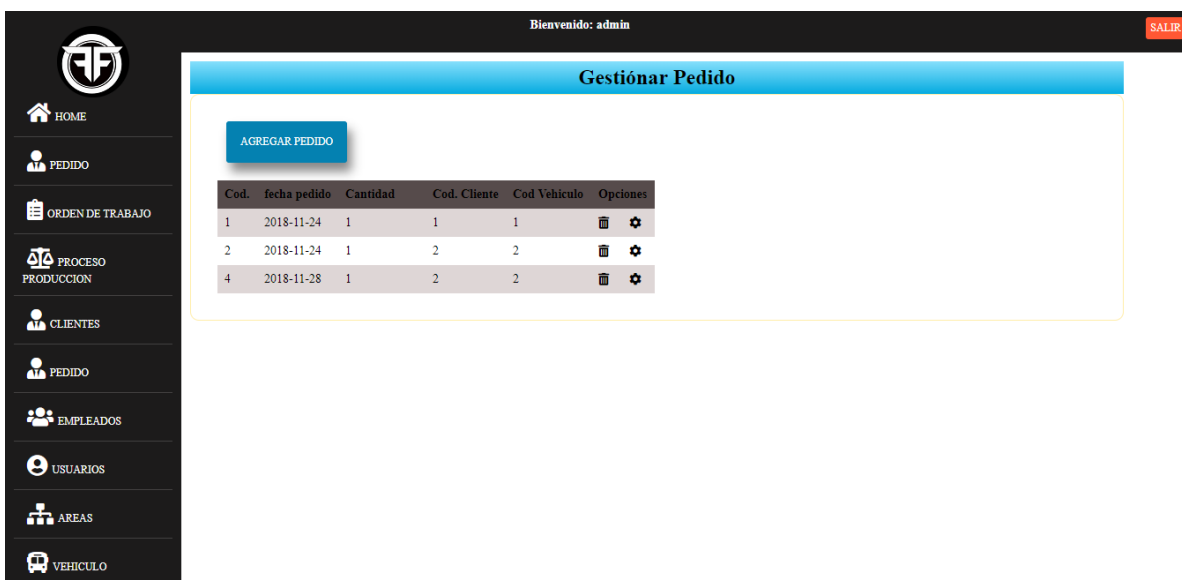 Bienvenido: admin
SALIR
HOME
PEDIDO
ORDEN DE TRABAJO
PROCESO
PRODUCCION
CLIENTES
PEDIDO
EMPLEADOS
USUARIOS
AREAS
VEHICULO
Gestiónar Pedido
AGREGAR PEDIDO
Cod. fecha pedido Cantidad Cod. Cliente Cod Vehiculo Opciones
1 2018-11-24 1 1 1
2 2018-11-24 1 2 2
4 2018-11-28 1 2 2